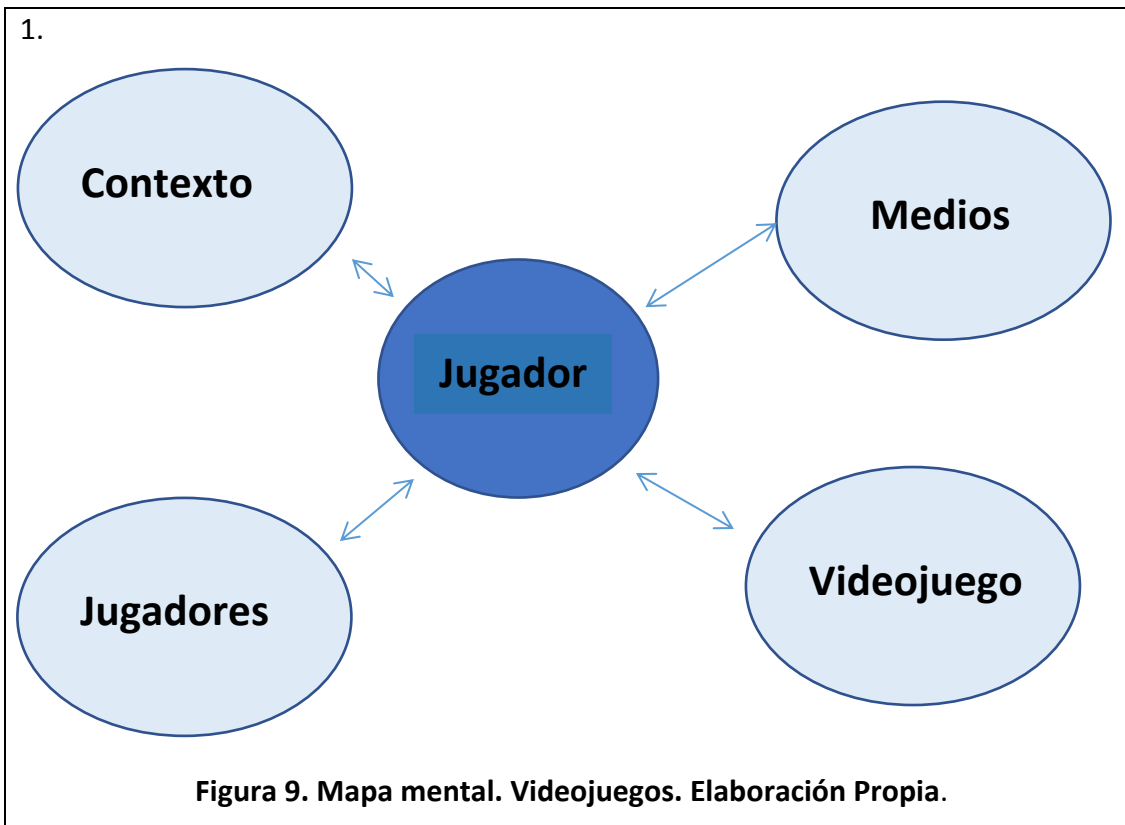 1.
Contexto
Medios
Jugador
Videojuego
Jugadores
Figura 9. Mapa mental. Videojuegos. Elaboración Propia.